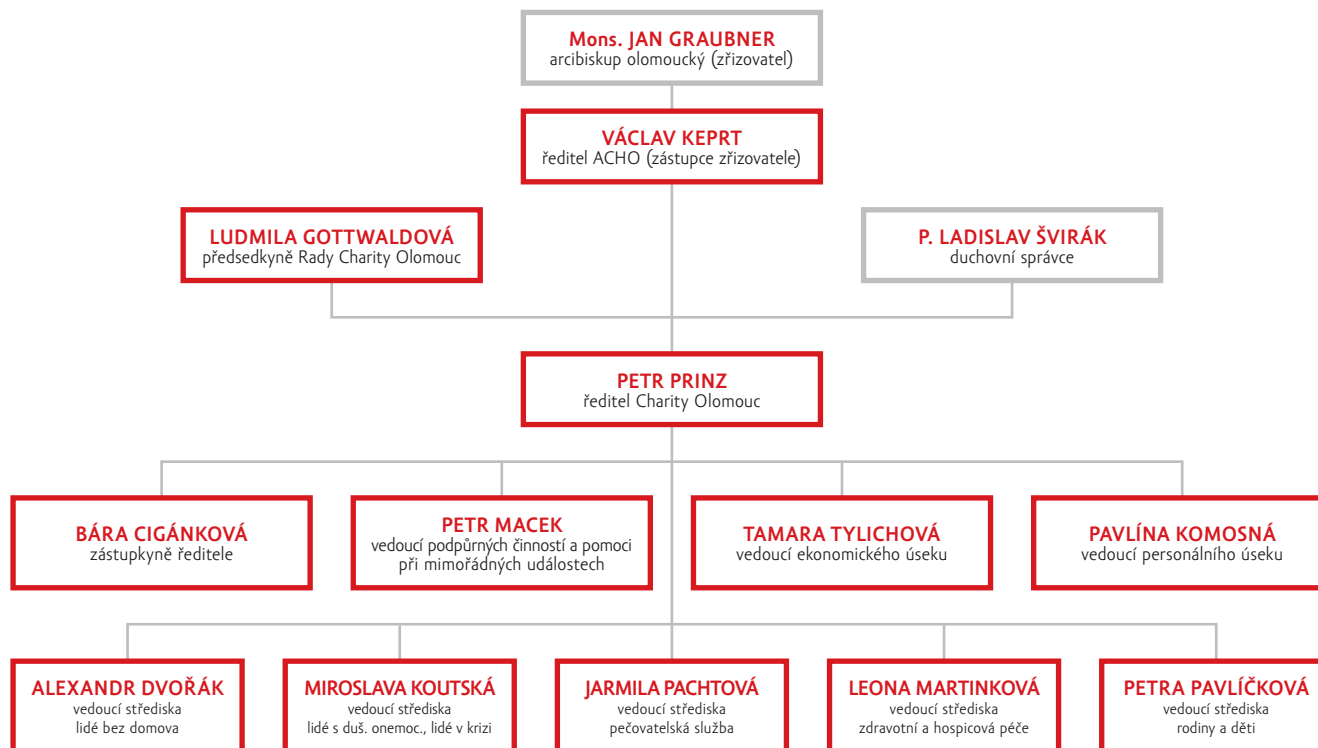 Mons. JAN GRAUBNER
arcibiskup olomoucký (zřizovatel)
VÁCLAV KEPRT
ředitel ACHO (zástupce zřizovatele)
LUDMILA GOTTWALDOVÁ
předsedkyně Rady Charity Olomouc
P. LADISLAV ŠVIRÁK
duchovní správce
PETR PRINZ
ředitel Charity Olomouc
BÁRA CIGÁNKOVÁ
zástupkyně ředitele
PETR MACEK
vedoucí podpůrných činností a pomoci
při mimořádných událostech
TAMARA TYLICHOVÁ
vedoucí ekonomického úseku
PAVLÍNA KOMOSNÁ
vedoucí personálního úseku
ALEXANDR DVOŘÁK
vedoucí střediska
lidé bez domova
MIROSLAVA KOUTSKÁ
vedoucí střediska
lidé s duš. onemoc., lidé v krizi
JARMILA PACHTOVÁ
vedoucí střediska
pečovatelská služba
LEONA MARTINKOVÁ
vedoucí střediska
zdravotní a hospicová péče
PETRA PAVLÍČKOVÁ
vedoucí střediska
rodiny a děti